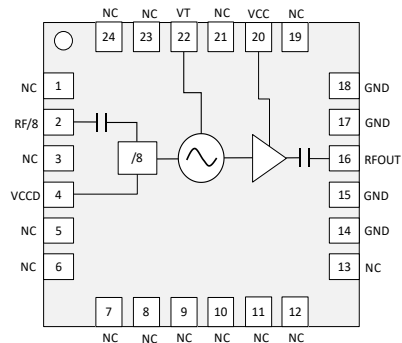 NC NC VT NC VCC NC
24 23 22 21 20 19
NC 1
18 GND
RF/8 2
17 GND
NC 3
/8
16 RFOUT
VCCD 4
15 GND
NC 5
14 GND
NC 6
13 NC
7 8 9 10 11 12
NC NC NC NC NC NC